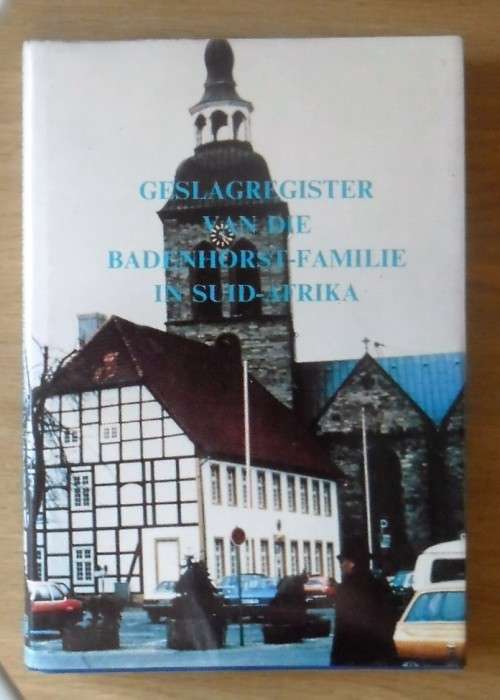 GESLAGREGISTER
VAN DIE
BADENHORST-FAMILIE
IN SUID-AFRIKA
P